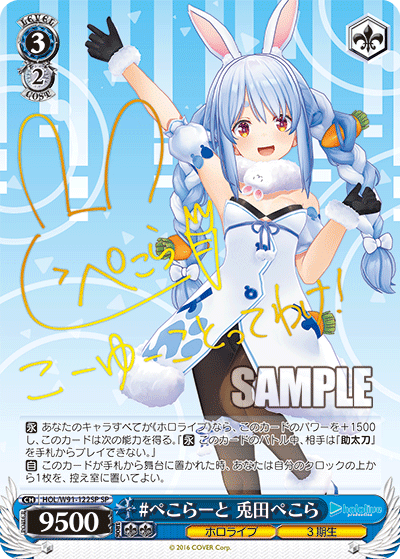 LEVEL
3
2
COST
ぺこら
こーゆーことってわけ!
SAMPLE
永 あなたのキャラすべてが《ホロライブ》なら、このカードのパワーを＋1500
し、このカードは次の能力を得る。『永 このカードのバトル中、相手は「助太刀」
を手札からプレイできない。』
自 このカードが手札から舞台に置かれた時、あなたは自分のクロックの上か
ら1枚を、控え室に置いてよい。
CH HOL/W91-122SP SP
9500
#ぺこらーと 兎田ぺこら
hololive
production
ホロライブ
3期生
© 2016 COVER Corp.